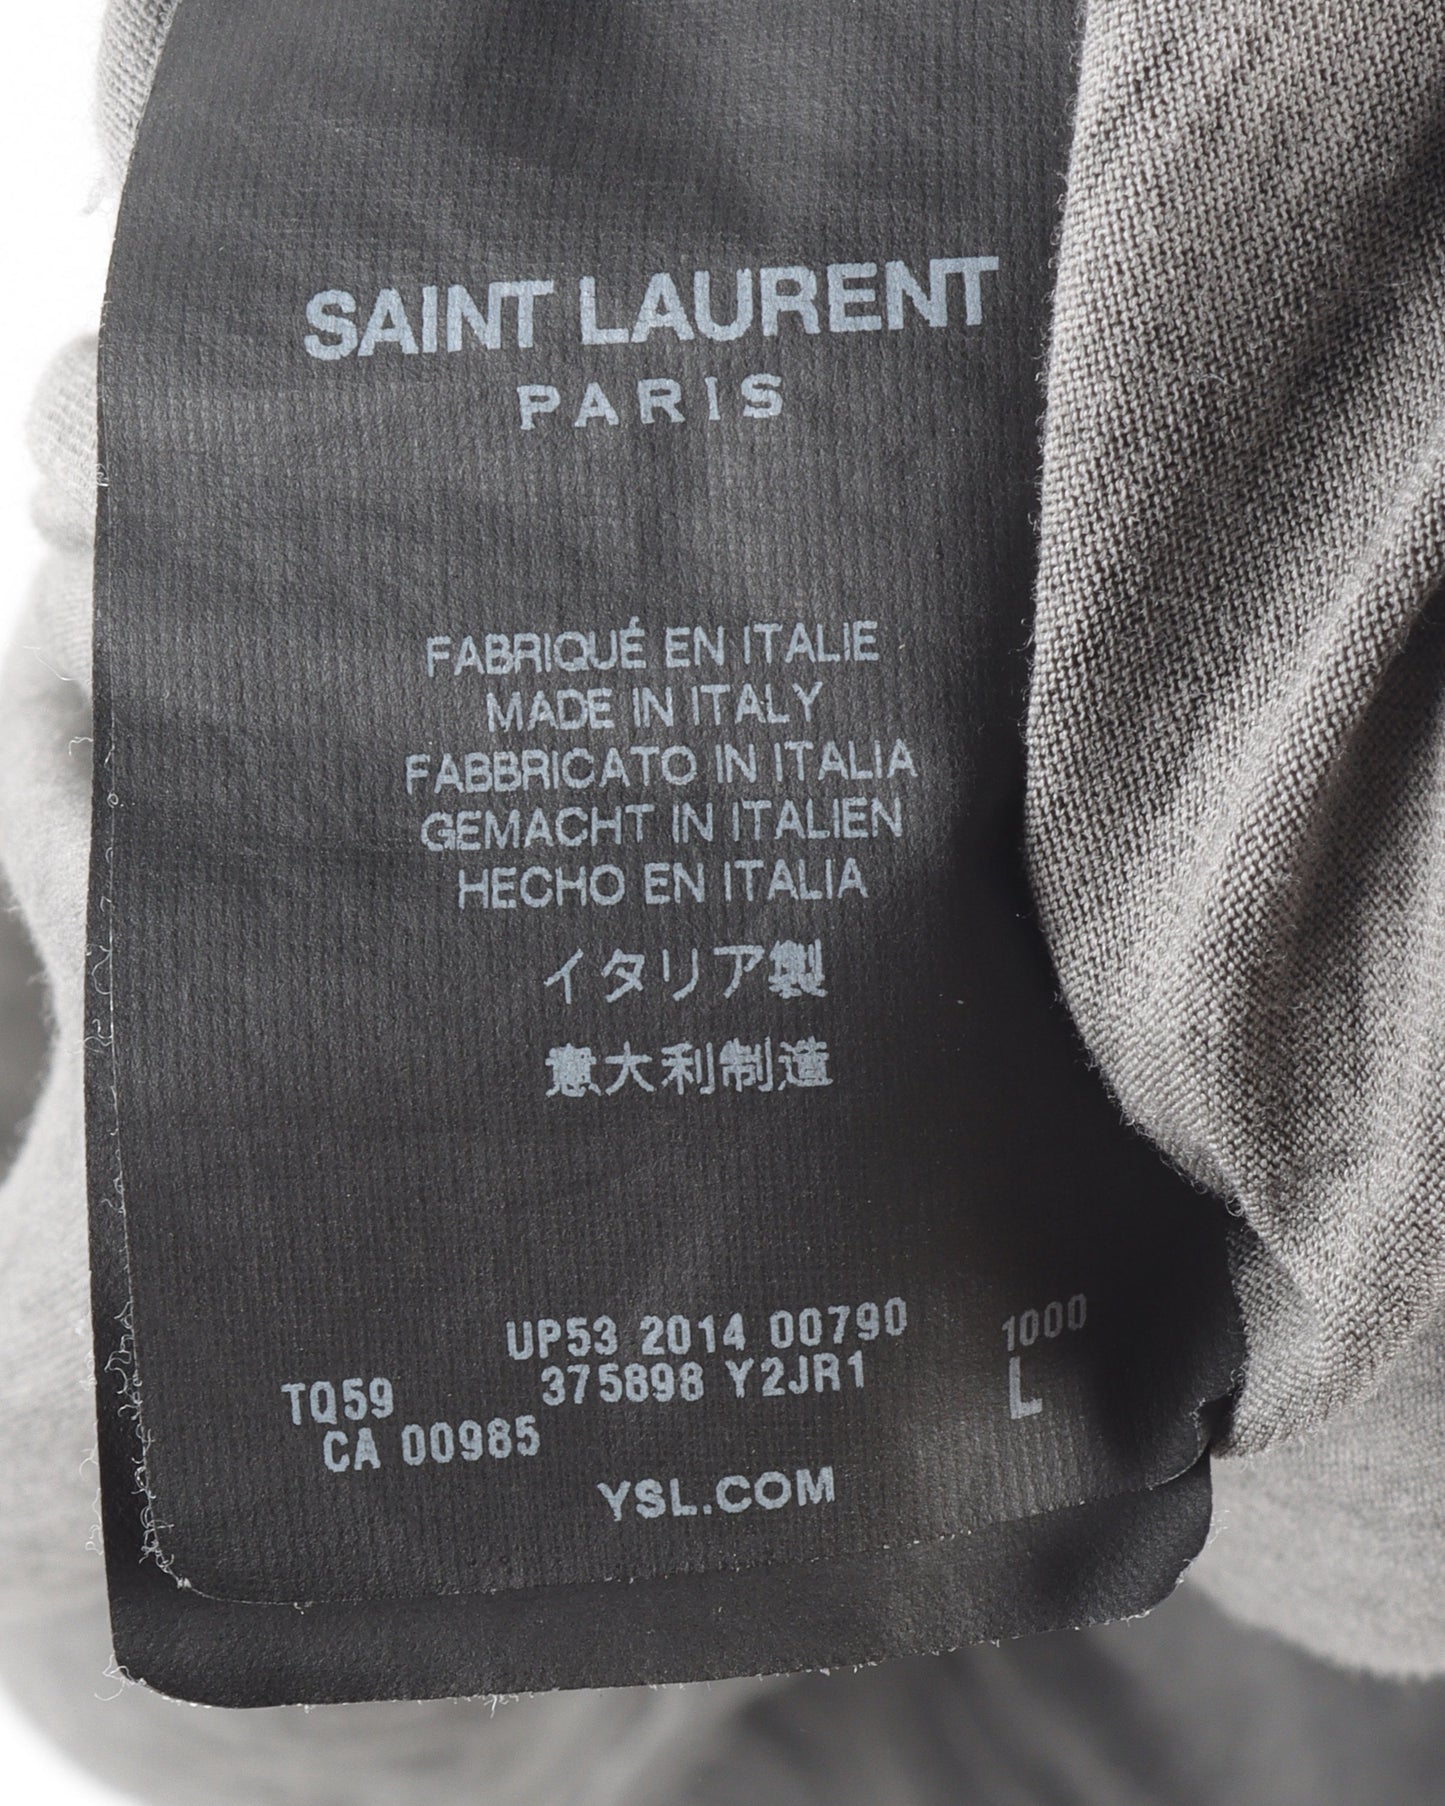 SAINT LAURENT
PARIS
FABRIQUÉ EN ITALIE
MADE IN ITALY
FABBRICATO IN ITALIA
GEMACHT IN ITALIEN
HECHO EN ITALIA
イタリア製
意大利制造
UP53 2014 00790 1000
TQ59 375898 Y2JR1 L
CA 00985
YSL.COM